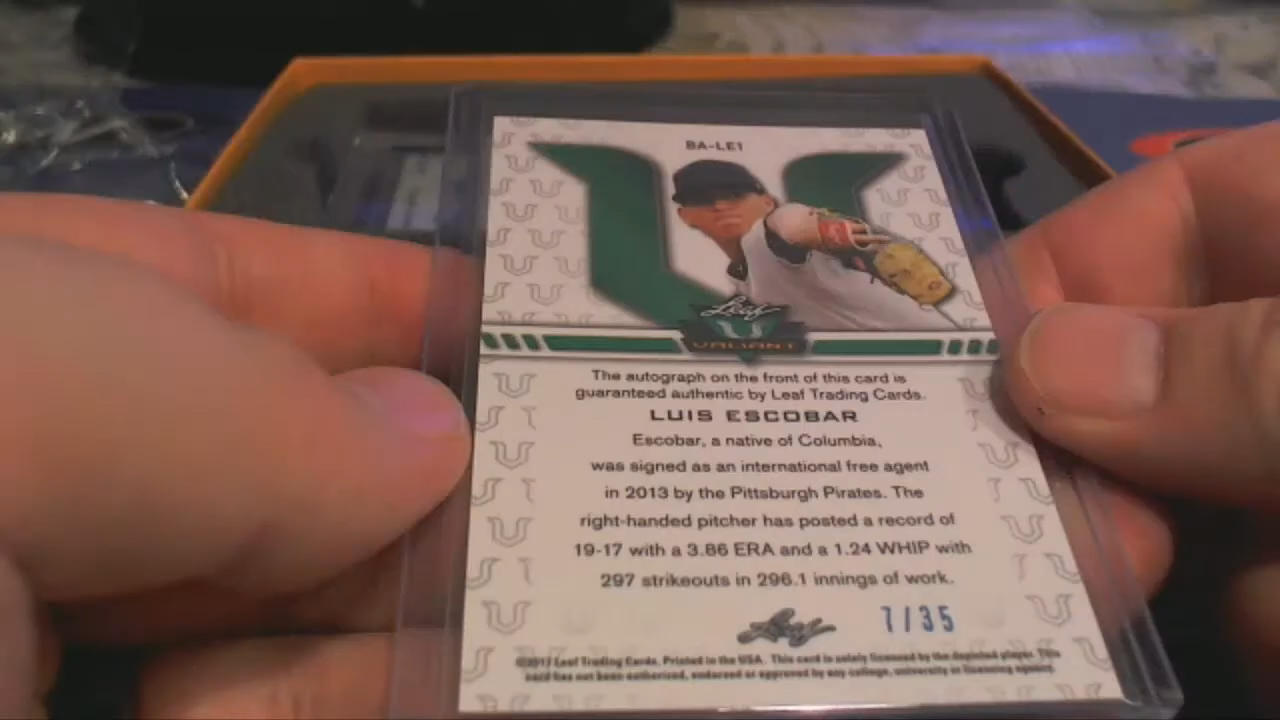 BA-LE1
Leaf
VALIANT
The autograph on the front of this card is
guaranteed authentic by Leaf Trading Cards.
LUIS ESCOBAR
Escobar, a native of Columbia,
was signed as an international free agent
in 2013 by the Pittsburgh Pirates. The
right-handed pitcher has posted a record of
19-17 with a 3.86 ERA and a 1.24 WHIP with
297 strikeouts in 296.1 innings of work.
Leaf 7/35
©2017 Leaf Trading Cards. Printed in the USA. This card is solely licensed by the depicted player. This
card has not been authorized, endorsed or approved by any college, university or licensing agent.